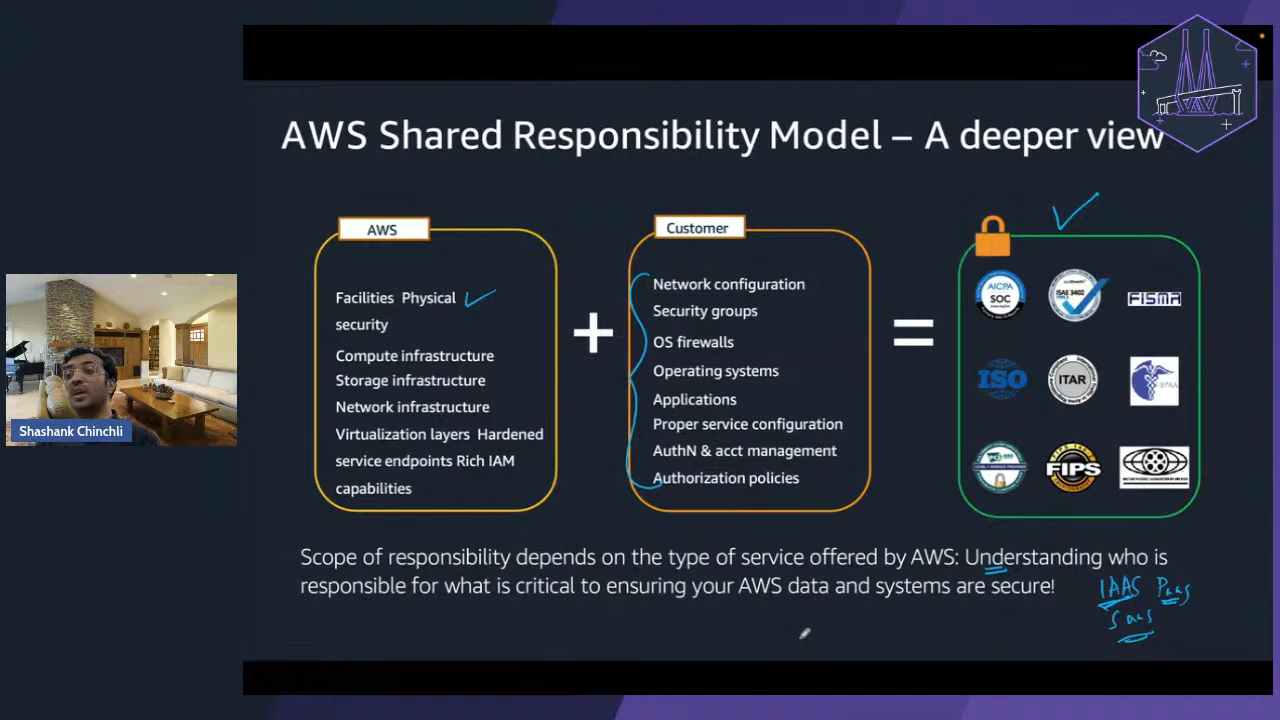 AWS Shared Responsibility Model – A deeper view
AWS
Facilities Physical
security
Compute infrastructure
Storage infrastructure
Network infrastructure
Virtualization layers Hardened
service endpoints Rich IAM
capabilities
+
Customer
Network configuration
Security groups
OS firewalls
Operating systems
Applications
Proper service configuration
AuthN & acct management
Authorization policies
=
AICPA
SOC
ISAE 3402
FISMA
ISO
ITAR
FIPS
Scope of responsibility depends on the type of service offered by AWS: Understanding who is
responsible for what is critical to ensuring your AWS data and systems are secure!
IAAS Paas
Saas
Shashank Chinchli